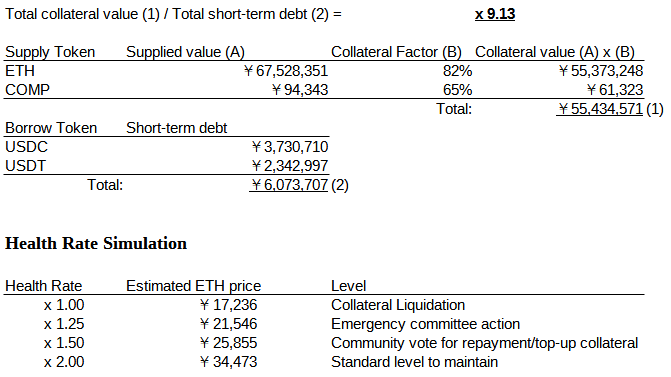 Total collateral value (1) / Total short-term debt (2) = x 9.13
Supply Token Supplied value (A) Collateral Factor (B) Collateral value (A) x (B)
ETH ￥67,528,351 82% ￥55,373,248
COMP ￥94,343 65% ￥61,323
Total: ￥55,434,571 (1)
Borrow Token Short-term debt
USDC ￥3,730,710
USDT ￥2,342,997
Total: ￥6,073,707 (2)
Health Rate Simulation
Health Rate Estimated ETH price Level
x 1.00 ￥17,236 Collateral Liquidation
x 1.25 ￥21,546 Emergency committee action
x 1.50 ￥25,855 Community vote for repayment/top-up collateral
x 2.00 ￥34,473 Standard level to maintain